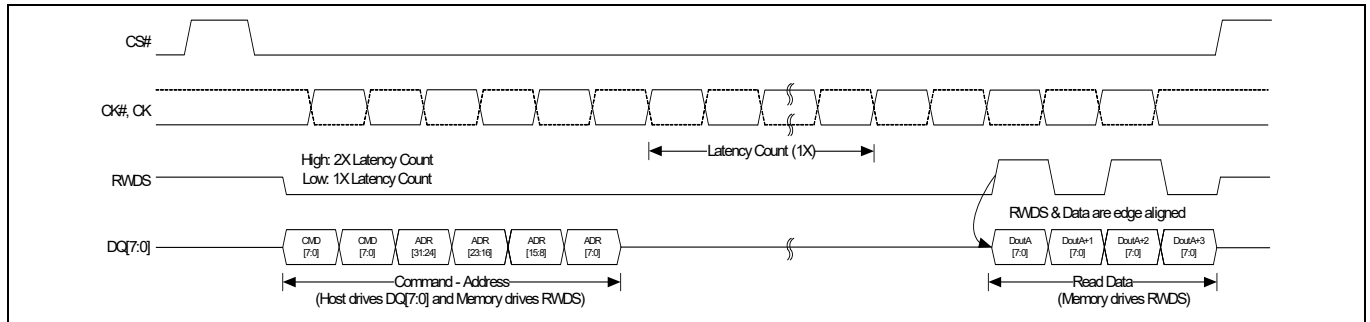 CS#
CK#, CK
Latency Count (1X)
High: 2X Latency Count
Low: 1X Latency Count
RWDS
RWDS & Data are edge aligned
DQ[7:0]
CMD [7:0]
CMD [7:0]
ADR [31:24]
ADR [23:16]
ADR [15:8]
ADR [7:0]
DoutA [7:0]
DoutA+1 [7:0]
DoutA+2 [7:0]
DoutA+3 [7:0]
Command - Address
(Host drives DQ[7:0] and Memory drives RWDS)
Read Data
(Memory drives RWDS)